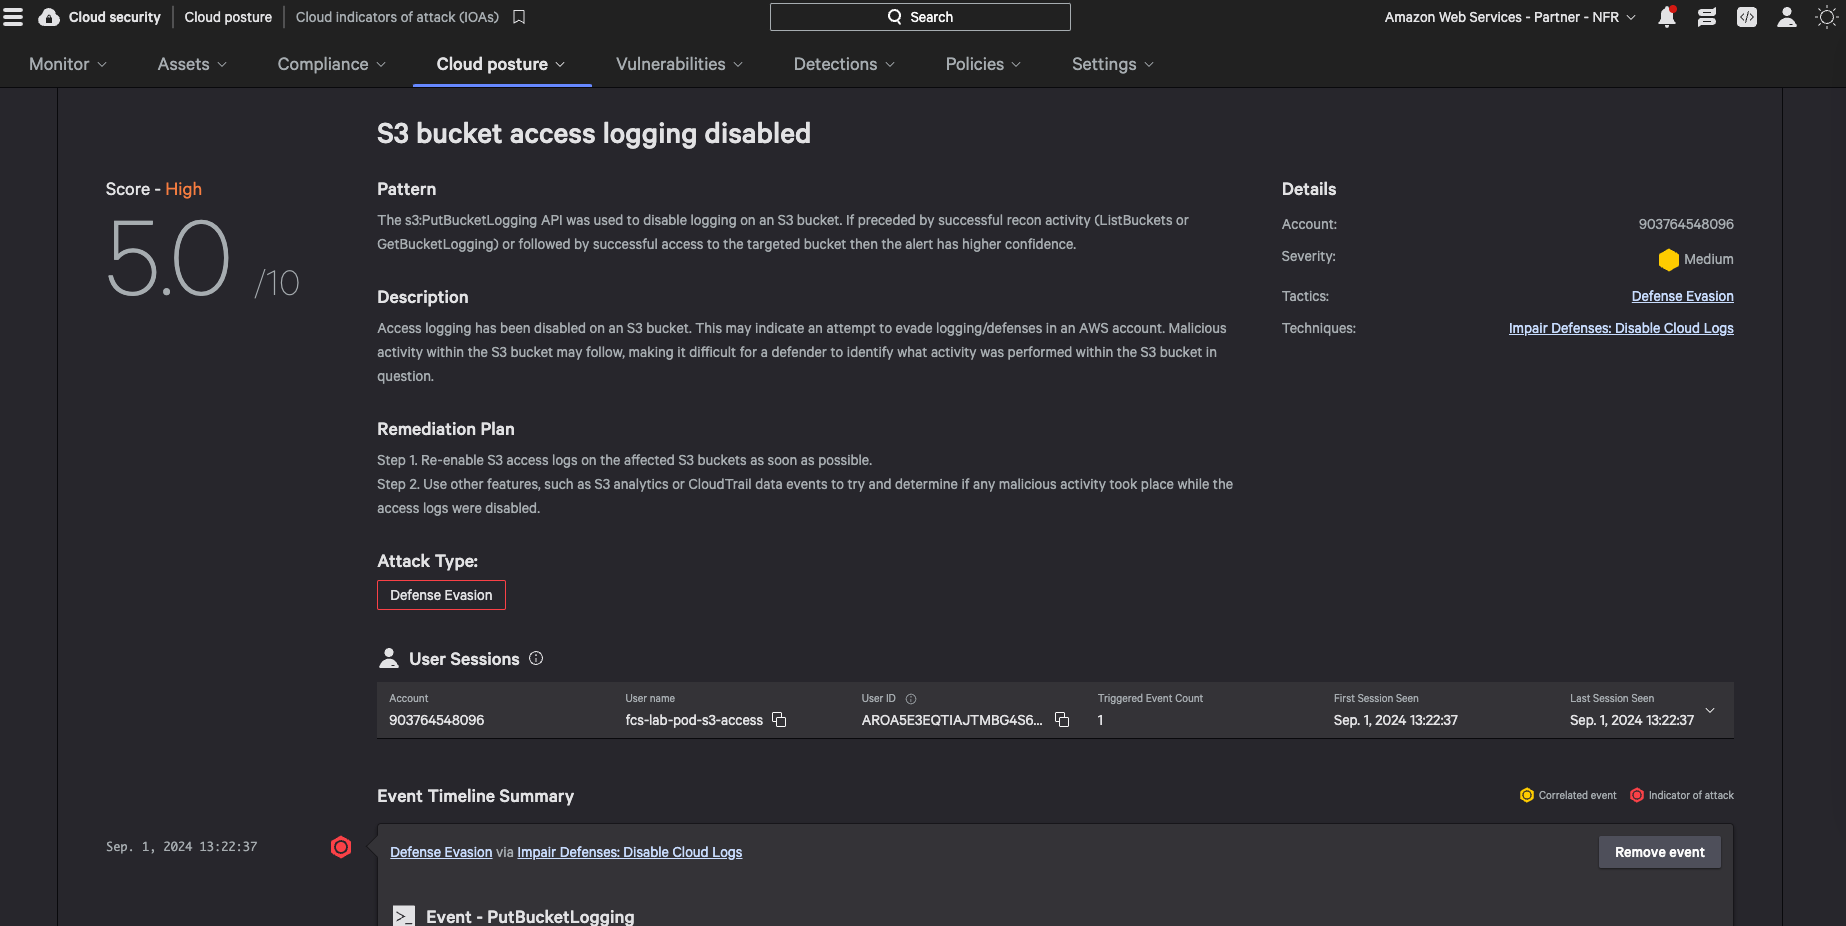 Cloud security
Cloud posture
Cloud indicators of attack (IOAs)
Search
Amazon Web Services - Partner - NFR
Monitor
Assets
Compliance
Cloud posture
Vulnerabilities
Detections
Policies
Settings
S3 bucket access logging disabled
Score - High
5.0 /10
Pattern
The s3:PutBucketLogging API was used to disable logging on an S3 bucket. If preceded by successful recon activity (ListBuckets or
GetBucketLogging) or followed by successful access to the targeted bucket then the alert has higher confidence.
Description
Access logging has been disabled on an S3 bucket. This may indicate an attempt to evade logging/defenses in an AWS account. Malicious
activity within the S3 bucket may follow, making it difficult for a defender to identify what activity was performed within the S3 bucket in
question.
Remediation Plan
Step 1. Re-enable S3 access logs on the affected S3 buckets as soon as possible.
Step 2. Use other features, such as S3 analytics or CloudTrail data events to try and determine if any malicious activity took place while the
access logs were disabled.
Attack Type:
Defense Evasion
Details
Account: 903764548096
Severity: Medium
Tactics: Defense Evasion
Techniques: Impair Defenses: Disable Cloud Logs
User Sessions
Account
903764548096
User name
fcs-lab-pod-s3-access
User ID
AROA5E3EQTIAJTMBG4S6...
Triggered Event Count
1
First Session Seen
Sep. 1, 2024 13:22:37
Last Session Seen
Sep. 1, 2024 13:22:37
Event Timeline Summary
Correlated event
Indicator of attack
Sep. 1, 2024 13:22:37
Defense Evasion via Impair Defenses: Disable Cloud Logs
Remove event
Event - PutBucketLogging